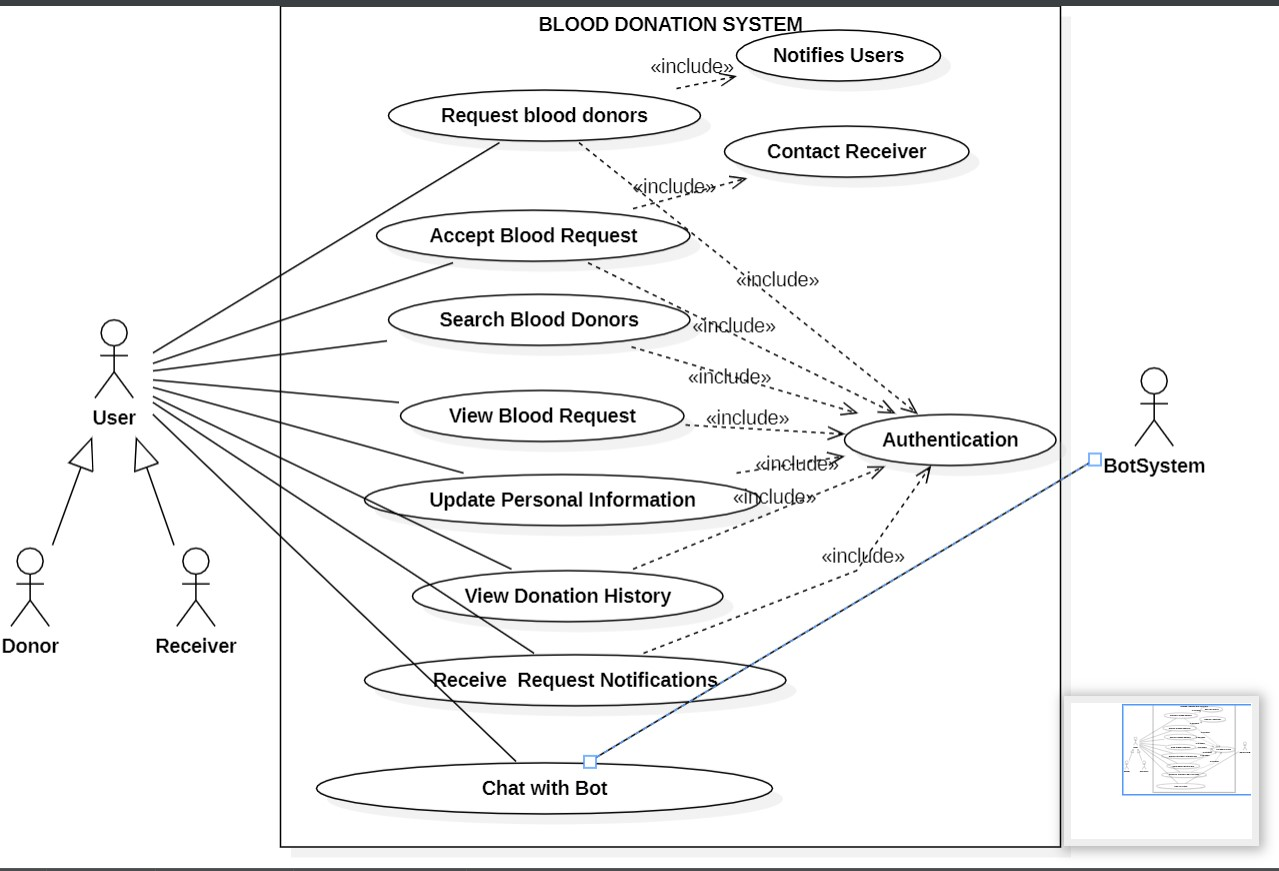 BLOOD DONATION SYSTEM
Notifies Users
«include»
Request blood donors
Contact Receiver
«include»
Accept Blood Request
«include»
Search Blood Donors
«include»
«include»
View Blood Request
«include»
User
Authentication
«include»
BotSystem
Update Personal Information
«include»
«include»
View Donation History
Donor
Receiver
Receive  Request Notifications
Chat with Bot